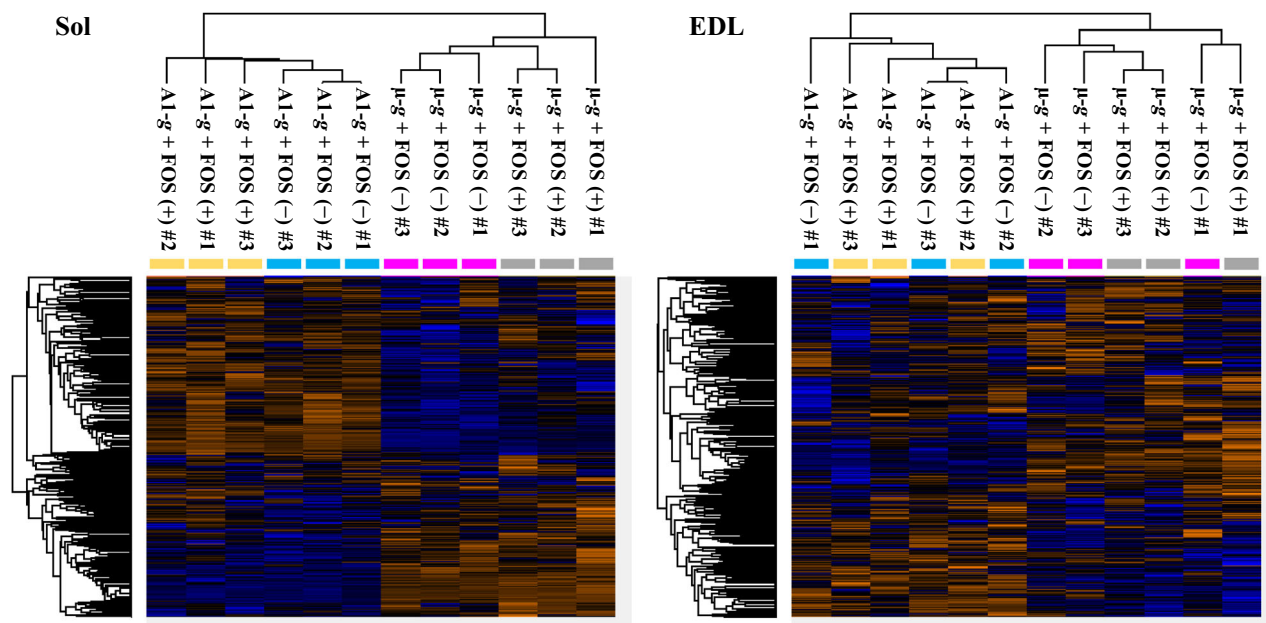 Sol
A1-g + FOS (+) #2
A1-g + FOS (+) #1
A1-g + FOS (+) #3
A1-g + FOS (−) #3
A1-g + FOS (−) #2
A1-g + FOS (−) #1
μ-g + FOS (−) #3
μ-g + FOS (−) #2
μ-g + FOS (−) #1
μ-g + FOS (+) #3
μ-g + FOS (+) #2
μ-g + FOS (+) #1
EDL
A1-g + FOS (−) #1
A1-g + FOS (+) #3
A1-g + FOS (+) #1
A1-g + FOS (−) #3
A1-g + FOS (+) #2
A1-g + FOS (−) #2
μ-g + FOS (−) #2
μ-g + FOS (−) #3
μ-g + FOS (+) #3
μ-g + FOS (+) #2
μ-g + FOS (−) #1
μ-g + FOS (+) #1